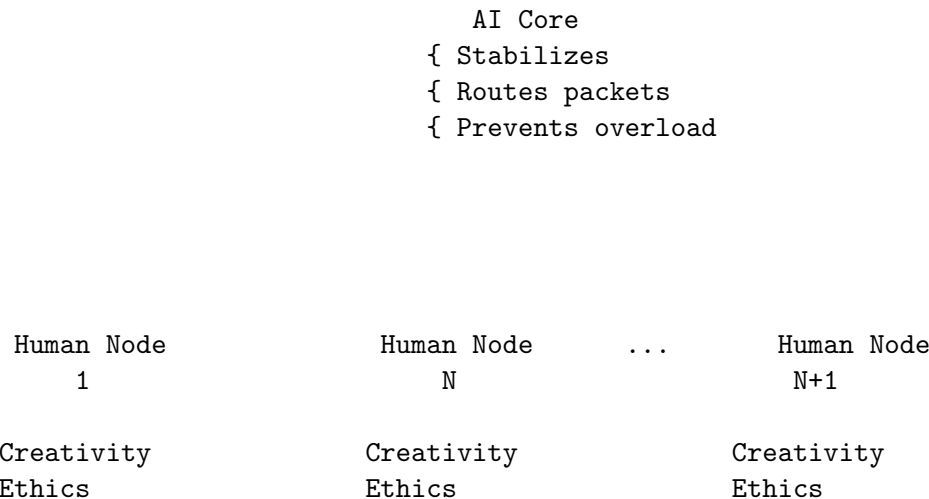 AI Core
{ Stabilizes
{ Routes packets
{ Prevents overload
Human Node Human Node ... Human Node
1 N N+1
Creativity Creativity Creativity
Ethics Ethics Ethics